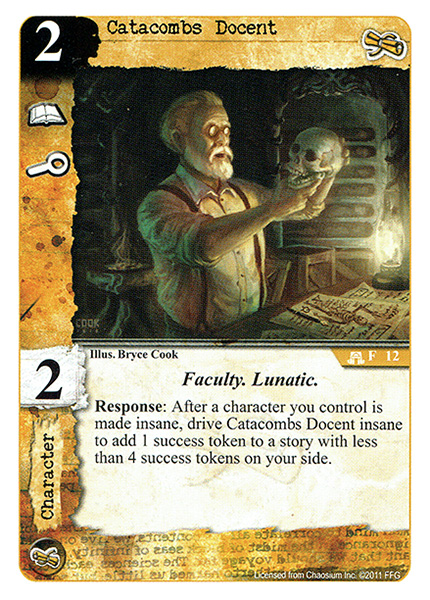 2
Catacombs Docent
COOK
Illus. Bryce Cook
F 12
2
Faculty. Lunatic.
Response: After a character you control is
made insane, drive Catacombs Docent insane
to add 1 success token to a story with less
than 4 success tokens on your side.
Character
Licensed from Chaosium Inc. ©2011 FFG